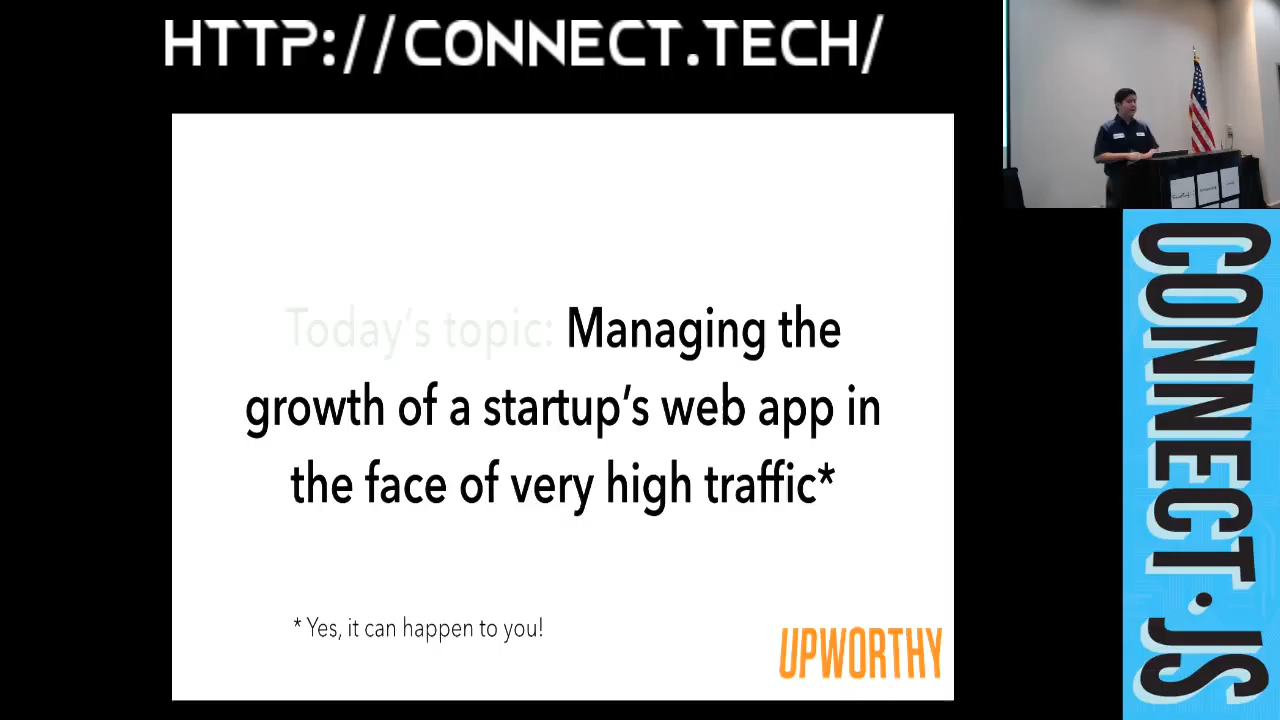 HTTP://CONNECT.TECH/
Today's topic: Managing the
growth of a startup's web app in
the face of very high traffic*
* Yes, it can happen to you!
UPWORTHY
CONNECT.JS